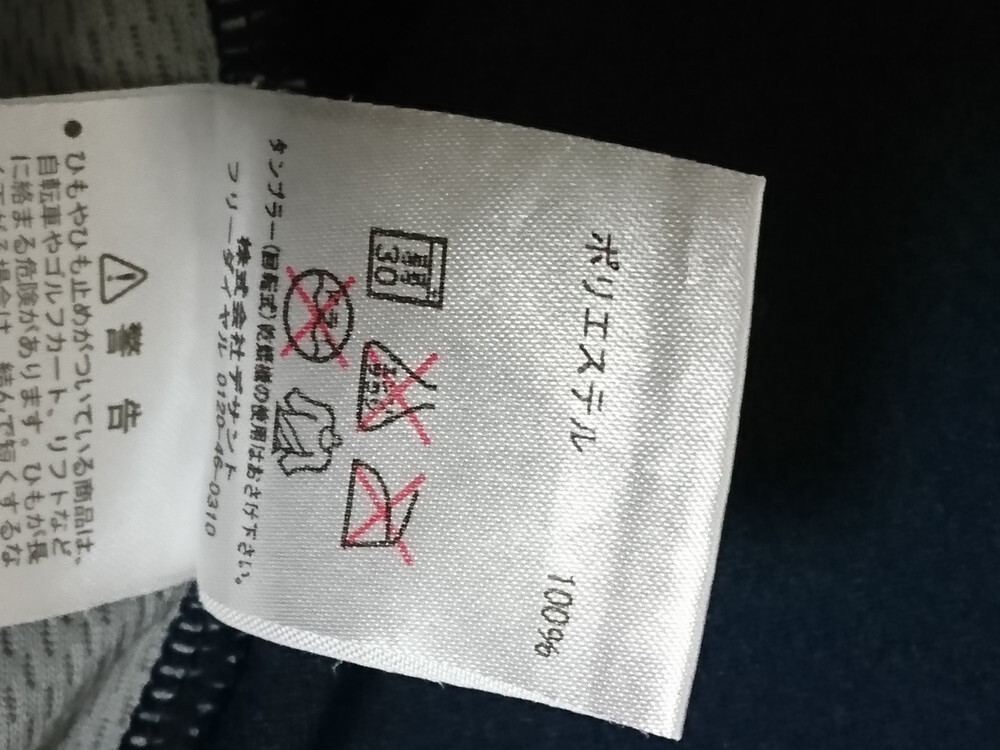 ポリエステル 100%
30
タンブラー(回転式)乾燥機の使用はおさけ下さい。
株式会社デサント
フリーダイヤル 0120-46-0310
警告
●ひもやひも止めがついている商品は、
自転車やゴルフカート、リフトなど
に絡まる危険があります。ひもが長